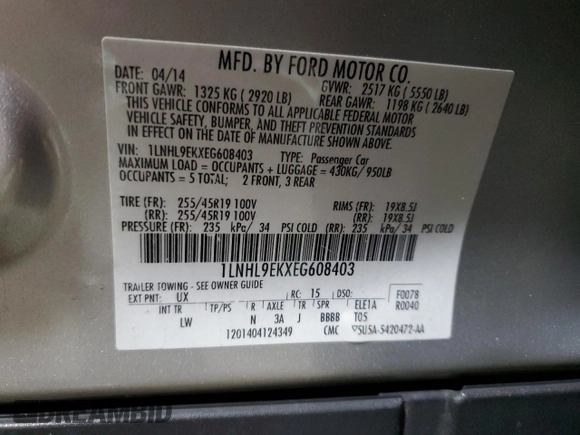 MFD. BY FORD MOTOR CO.
DATE: 04/14 GVWR: 2517 KG ( 5550 LB)
FRONT GAWR: 1325 KG ( 2920 LB) REAR GAWR: 1198 KG ( 2640 LB)
THIS VEHICLE CONFORMS TO ALL APPLICABLE FEDERAL MOTOR
VEHICLE SAFETY, BUMPER, AND THEFT PREVENTION STANDARDS
IN EFFECT ON THE DATE OF MANUFACTURE SHOWN ABOVE.
VIN: 1LNHL9EKXEG608403 TYPE: Passenger Car
MAXIMUM LOAD = OCCUPANTS + LUGGAGE = 430KG/ 950LB
OCCUPANTS = 5 TOTAL; 2 FRONT, 3 REAR
TIRE (FR): 255/45R19 100V RIMS (FR): 19X8.5J
(RR): 255/45R19 100V (RR): 19X8.5J
PRESSURE (FR): 235 kPa/ 34 PSI COLD (RR): 235 kPa/ 34 PSI COLD
1LNHL9EKXEG608403
TRAILER TOWING - SEE OWNER GUIDE
EXT PNT: UX RC: 15 DSO: F0078
INT TR TP/PS R AXLE TR SPR ELE1A R0040
LW N 3A J BBBB T05
1201404124349 CMC SU5A-5420472-AA
DREAMBID